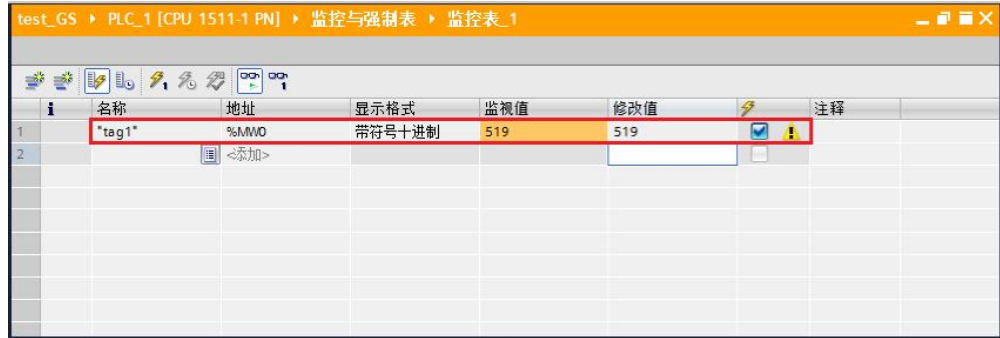 test_GS ▸ PLC_1 [CPU 1511-1 PN] ▸ 监控与强制表 ▸ 监控表_1
i 名称 地址 显示格式 监视值 修改值 注释
1 "tag1" %MW0 带符号十进制 519 519
2 <添加>